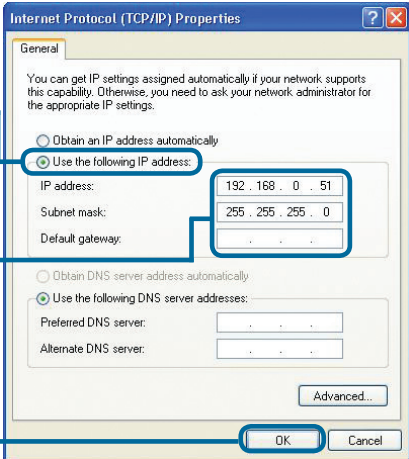 Internet Protocol (TCP/IP) Properties
General
You can get IP settings assigned automatically if your network supports
this capability. Otherwise, you need to ask your network administrator for
the appropriate IP settings.
Obtain an IP address automatically
Use the following IP address:
IP address: 192 . 168 . 0 . 51
Subnet mask: 255 . 255 . 255 . 0
Default gateway: . . .
Obtain DNS server address automatically
Use the following DNS server addresses:
Preferred DNS server: . . .
Alternate DNS server: . . .
Advanced...
OK Cancel